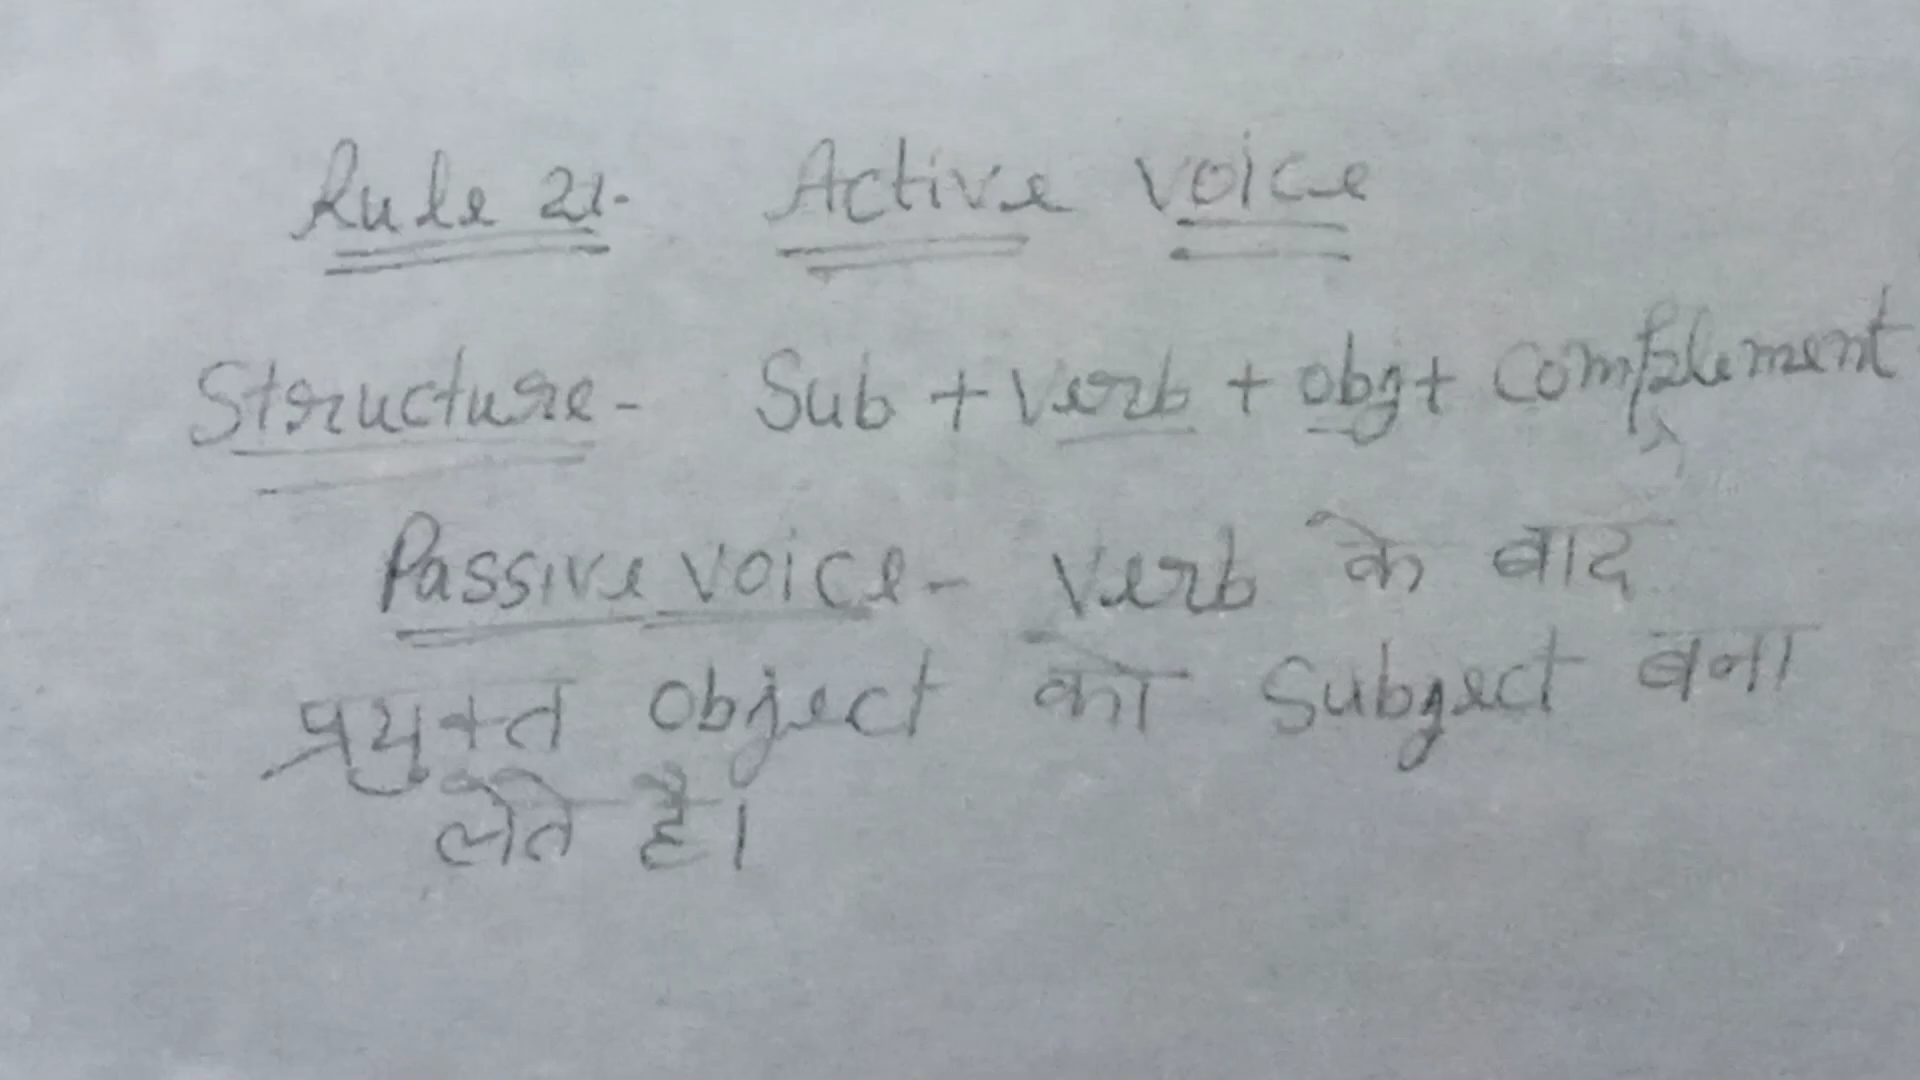 Rule 21. Active voice
Structure - Sub + verb + obj + Complement
Passive voice - verb के बाद
प्रयुक्त object को Subject बना
लेते है।